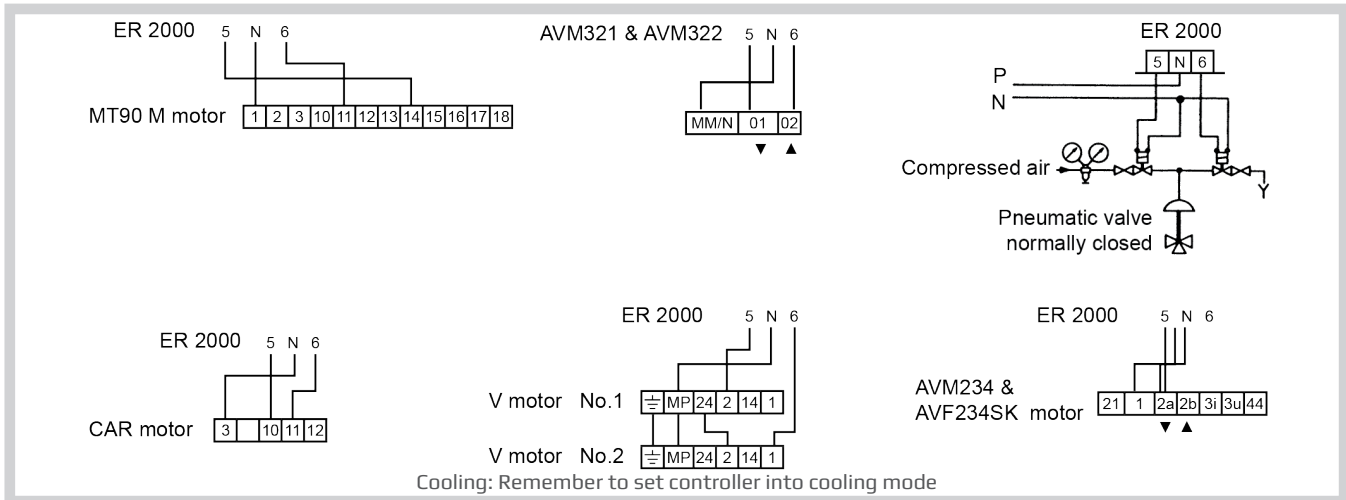 ER 2000 5 N 6
MT90 M motor 1 2 3 10 11 12 13 14 15 16 17 18
AVM321 & AVM322 5 N 6
MM/N 01 02
▼ ▲
ER 2000
5 N 6
P
N
Compressed air
Y
Pneumatic valve
normally closed
ER 2000 5 N 6
CAR motor 3 10 11 12
ER 2000 5 N 6
V motor No.1 MP 24 2 14 1
V motor No.2 MP 24 2 14 1
ER 2000 5 N 6
AVM234 &
AVF234SK motor 21 1 2a 2b 3i 3u 44
▼ ▲
Cooling: Remember to set controller into cooling mode